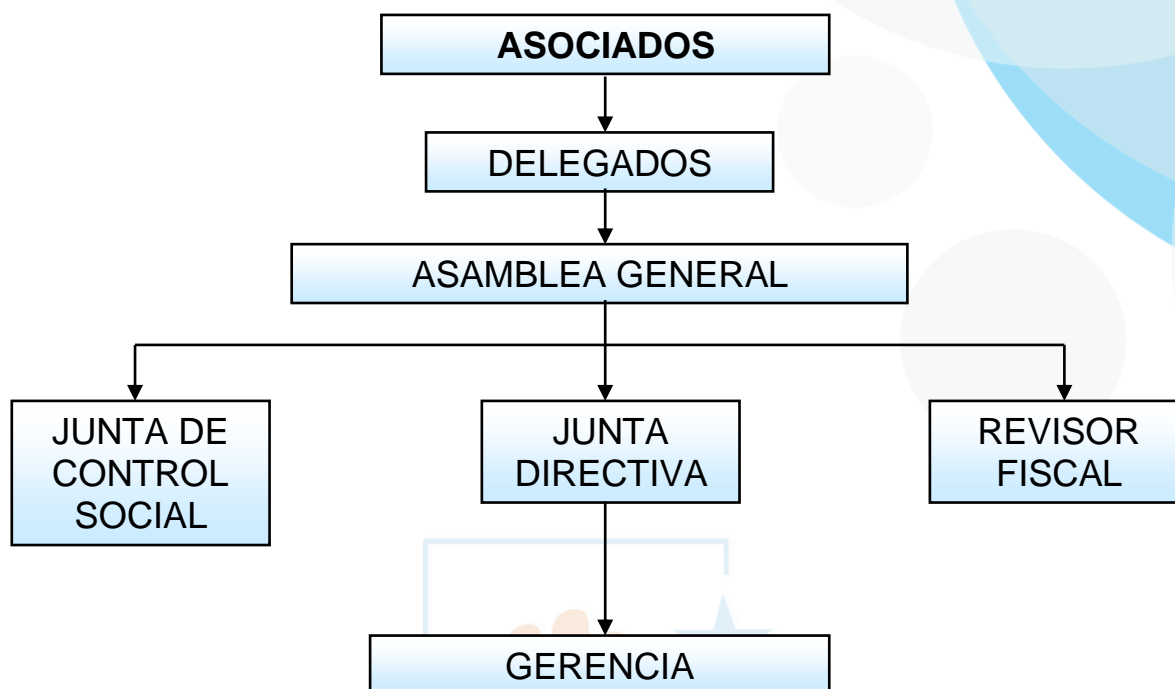 ASOCIADOS
DELEGADOS
ASAMBLEA GENERAL
JUNTA DE
CONTROL
SOCIAL
JUNTA
DIRECTIVA
REVISOR
FISCAL
GERENCIA